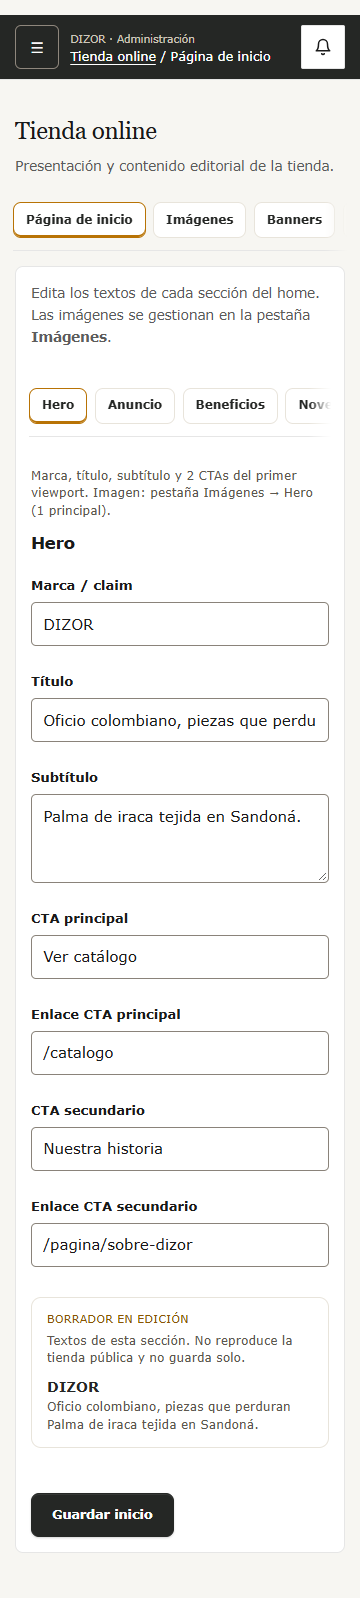 DIZOR · Administración
Tienda online / Página de inicio
Tienda online
Presentación y contenido editorial de la tienda.
Página de inicio
Imágenes
Banners
Edita los textos de cada sección del home.
Las imágenes se gestionan en la pestaña
Imágenes.
Hero
Anuncio
Beneficios
Marca, título, subtítulo y 2 CTAs del primer
viewport. Imagen: pestaña Imágenes → Hero
(1 principal).
Hero
Marca / claim
DIZOR
Título
Oficio colombiano, piezas que perdu
Subtítulo
Palma de iraca tejida en Sandoná.
CTA principal
Ver catálogo
Enlace CTA principal
/catalogo
CTA secundario
Nuestra historia
Enlace CTA secundario
/pagina/sobre-dizor
BORRADOR EN EDICIÓN
Textos de esta sección. No reproduce la
tienda pública y no guarda solo.
DIZOR
Oficio colombiano, piezas que perduran
Palma de iraca tejida en Sandoná.
Guardar inicio